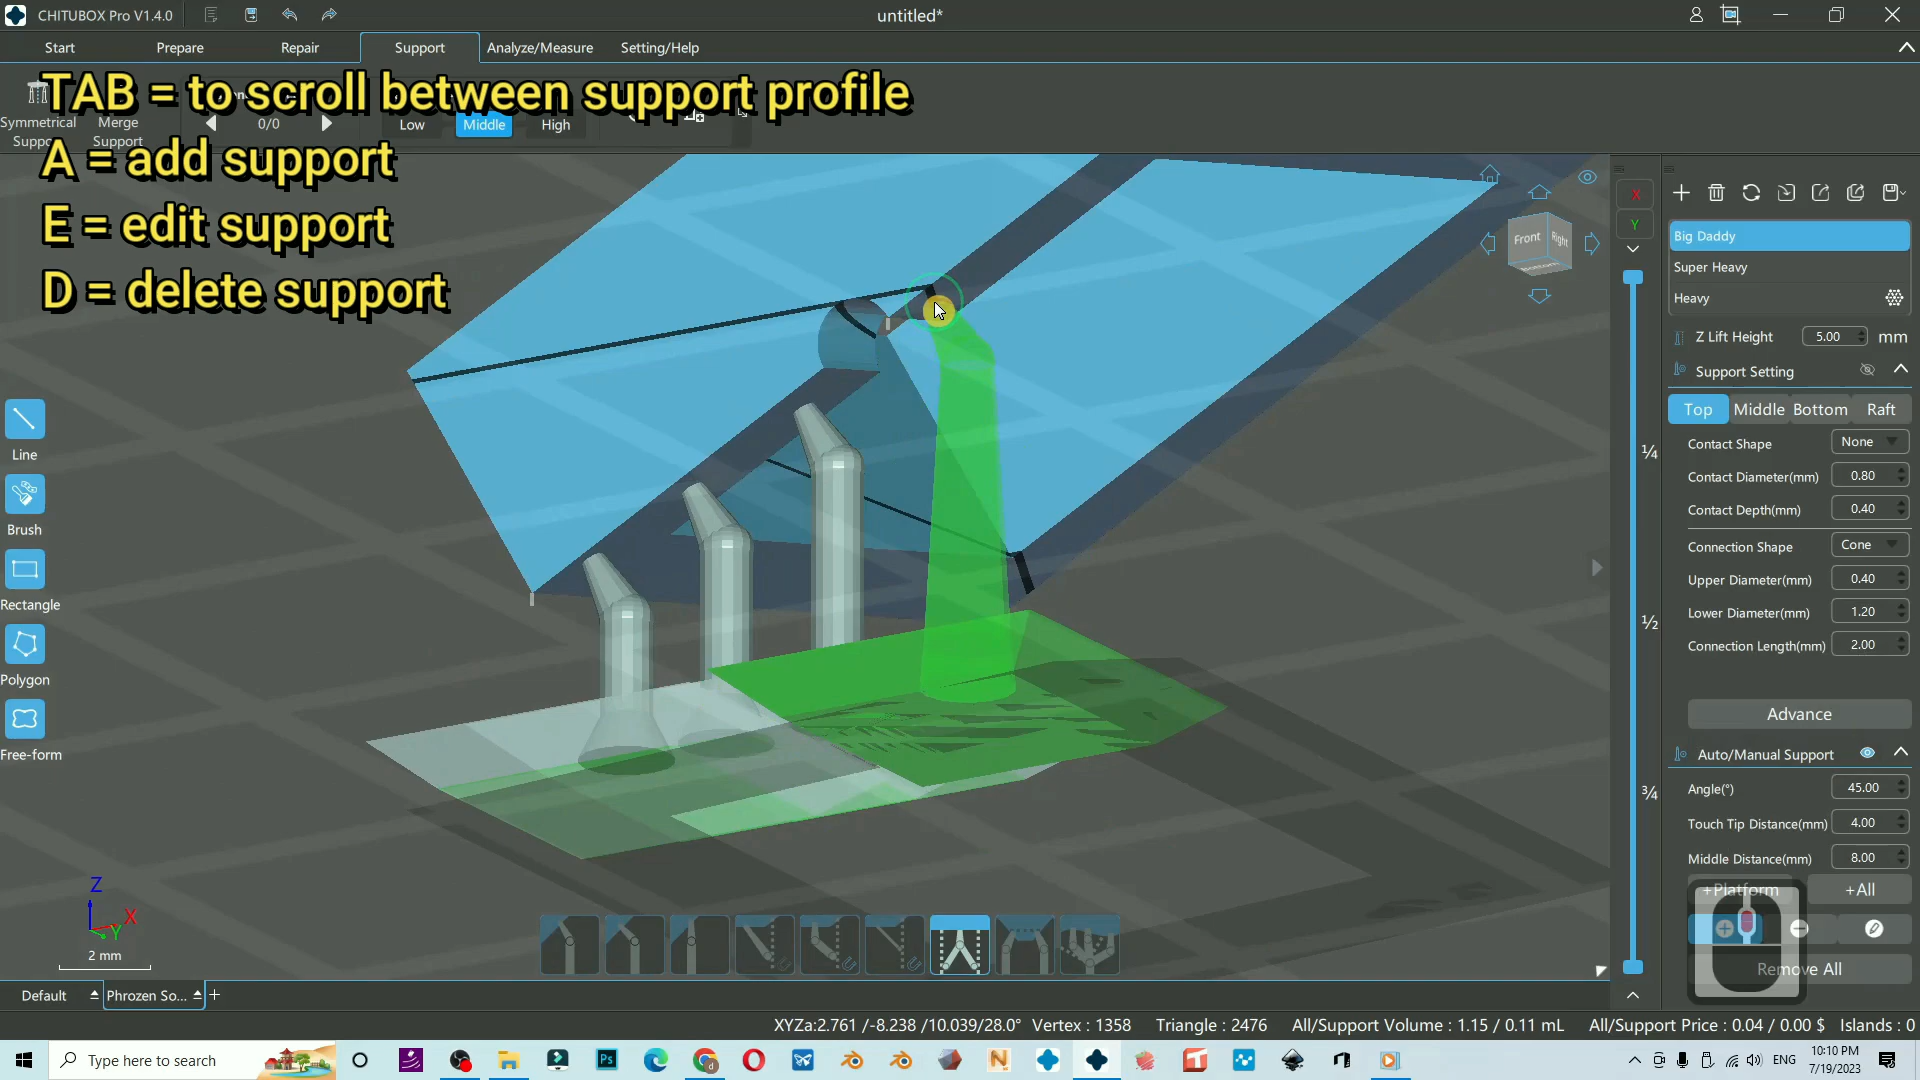 CHITUBOX Pro V1.4.0
untitled*
Start
Prepare
Repair
Support
Analyze/Measure
Setting/Help
TAB = to scroll between support profile
A = add support
E = edit support
D = delete support
Symmetrical
Merge
Support
0/0
Low
Middle
High
Line
Brush
Rectangle
Polygon
Free-form
Front
Right
Bottom
X
Y
¼
½
¾
Big Daddy
Super Heavy
Heavy
Z Lift Height 5.00 mm
Support Setting
Top Middle Bottom Raft
Contact Shape None
Contact Diameter(mm) 0.80
Contact Depth(mm) 0.40
Connection Shape Cone
Upper Diameter(mm) 0.40
Lower Diameter(mm) 1.20
Connection Length(mm) 2.00
Advance
Auto/Manual Support
Angle(°) 45.00
Touch Tip Distance(mm) 4.00
Middle Distance(mm) 8.00
+Platform +All
Remove All
Z
X
Y
2 mm
Default
Phrozen So...
XYZa:2.761 /-8.238 /10.039/28.0° Vertex : 1358 Triangle : 2476 All/Support Volume : 1.15 / 0.11 mL All/Support Price : 0.04 / 0.00 $ Islands : 0
Type here to search
Ps
ENG
10:10 PM
7/19/2023